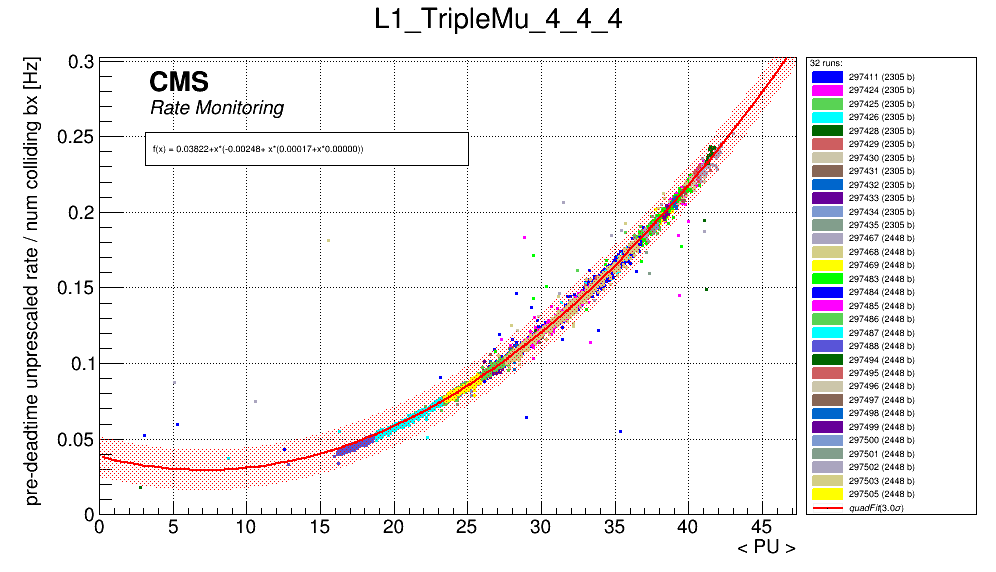 L1_TripleMu_4_4_4
pre-deadtime unprescaled rate / num colliding bx [Hz]
0.3
0.25
0.2
0.15
0.1
0.05
0
CMS
Rate Monitoring
f(x) = 0.03822+x*(-0.00248+ x*(0.00017+x*0.00000))
0 5 10 15 20 25 30 35 40 45
< PU >
32 runs:
297411 (2305 b)
297424 (2305 b)
297425 (2305 b)
297426 (2305 b)
297428 (2305 b)
297429 (2305 b)
297430 (2305 b)
297431 (2305 b)
297432 (2305 b)
297433 (2305 b)
297434 (2305 b)
297435 (2305 b)
297467 (2448 b)
297468 (2448 b)
297469 (2448 b)
297483 (2448 b)
297484 (2448 b)
297485 (2448 b)
297486 (2448 b)
297487 (2448 b)
297488 (2448 b)
297494 (2448 b)
297495 (2448 b)
297496 (2448 b)
297497 (2448 b)
297498 (2448 b)
297499 (2448 b)
297500 (2448 b)
297501 (2448 b)
297502 (2448 b)
297503 (2448 b)
297505 (2448 b)
quadFit(3.0σ)